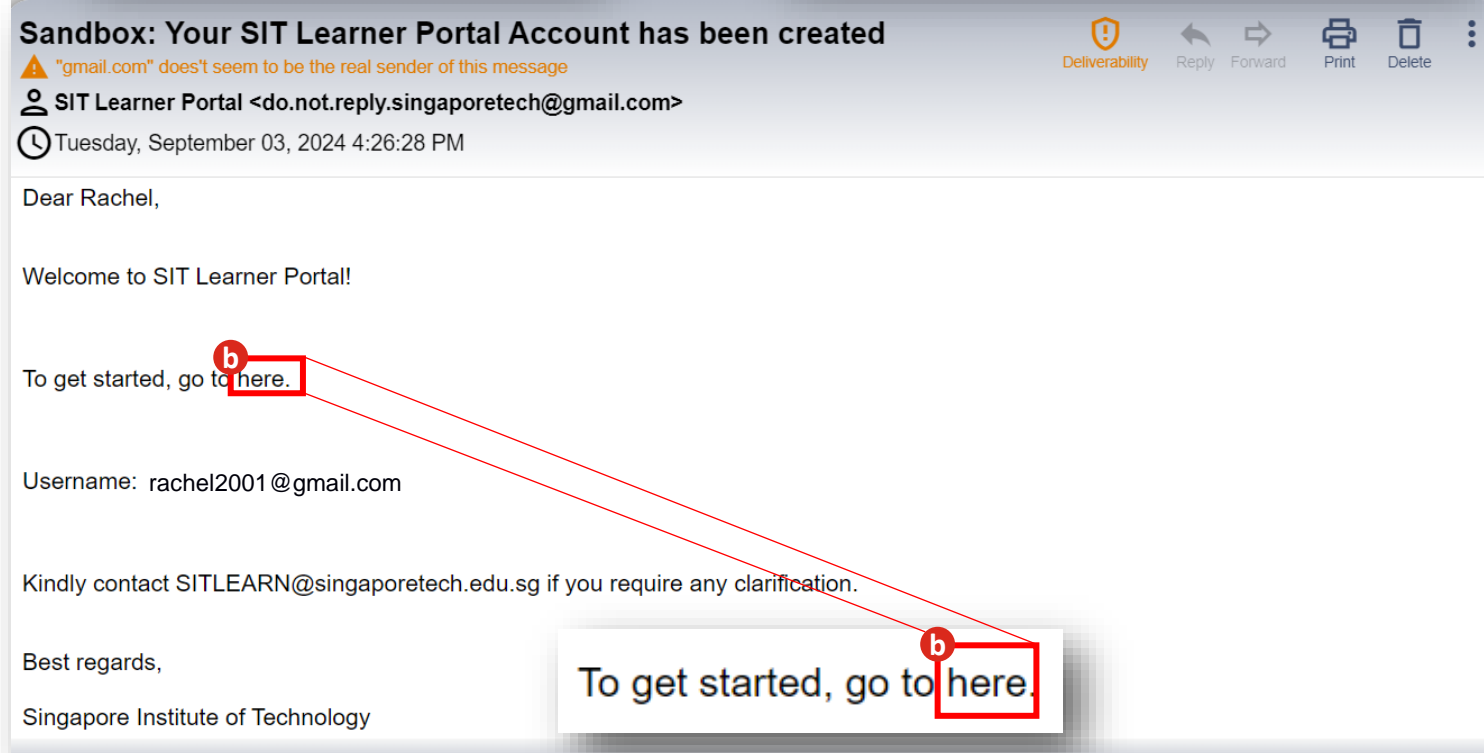 Sandbox: Your SIT Learner Portal Account has been created
Deliverability Reply Forward Print Delete
"gmail.com" does't seem to be the real sender of this message
SIT Learner Portal <do.not.reply.singaporetech@gmail.com>
Tuesday, September 03, 2024 4:26:28 PM
Dear Rachel,
Welcome to SIT Learner Portal!
b
To get started, go to here.
Username: rachel2001@gmail.com
Kindly contact SITLEARN@singaporetech.edu.sg if you require any clarification.
b
To get started, go to here.
Best regards,
Singapore Institute of Technology